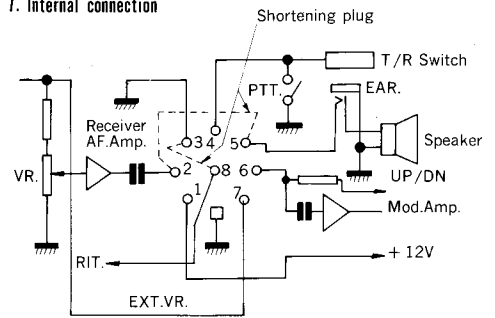 1. Internal connection
Shortening plug
T/R Switch
PTT.
EAR.
Receiver
AF.Amp.
3 4 5
Speaker
VR.
2 8 6
UP/DN
1 7
Mod.Amp.
RIT.
+12V
EXT.VR.